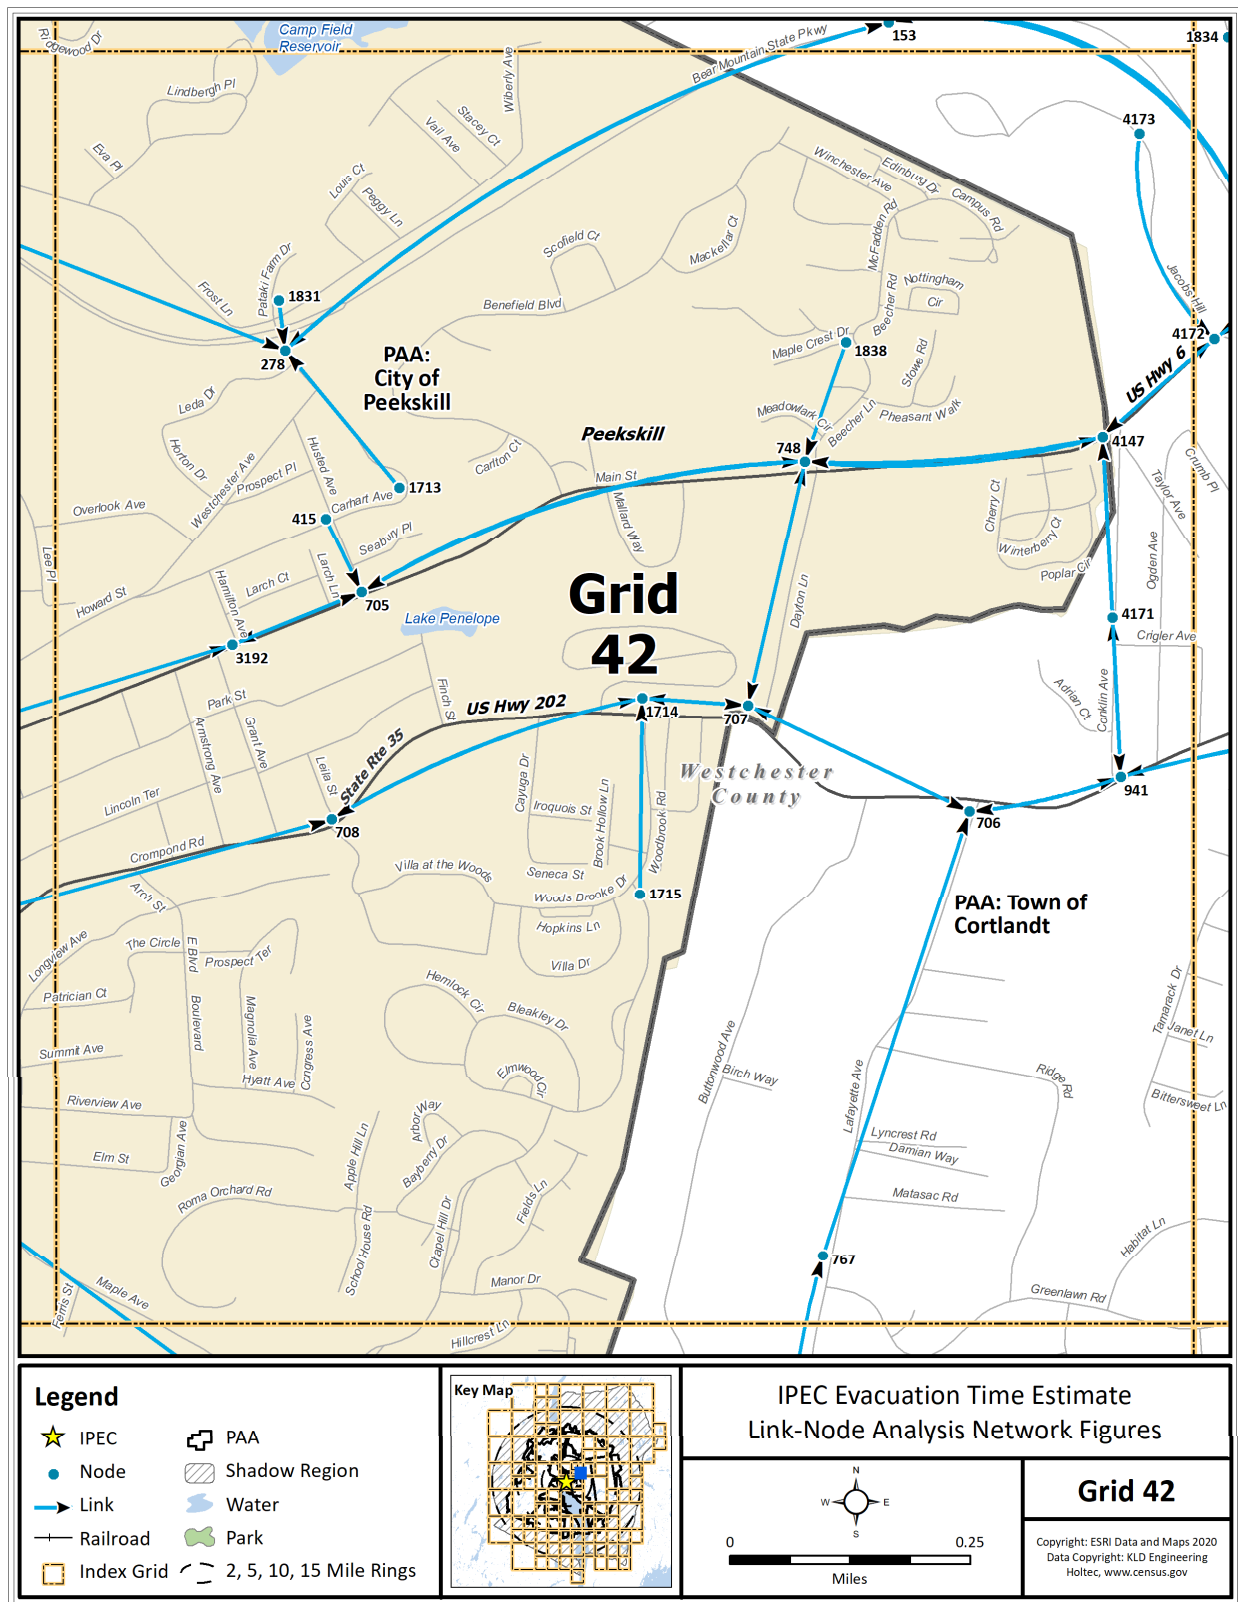 Ridgewood Dr
Camp Field
Reservoir
Bear Mountain State Pkwy
153
1834
Lindbergh Pl
Wiberly Ave
Stacey Ct
Vail Ave
Eva Pl
4173
Louis Ct
Peggy Ln
Winchester Ave
Edinburg Dr
Campus Rd
McFadden Rd
Mackellar Ct
Scofield Ct
Pataki Farm Dr
Frost Ln
1831
Benefield Blvd
Nottingham
Cir
Beecher Rd
Jacobs Hill
4172
278
PAA:
City of
Peekskill
Maple Crest Dr
1838
Stowe Rd
US Hwy 6
Leda Dr
Meadowlark Cir
Beecher Ln
Pheasant Walk
Peekskill
748
4147
Horton Dr
Husted Ave
Westchester Ave
Prospect Pl
Carlton Ct
Main St
Mallard Way
Carhart Ave
1713
Crumb Pl
Taylor Ave
Overlook Ave
415
Seabury Pl
Cherry Ct
Winterberry Ct
Poplar Cir
Ogden Ave
Lee Pl
Larch Ln
Larch Ct
Howard St
Hamilton Ave
705
Grid
42
Dayton Ln
Lake Penelope
4171
Crigler Ave
3192
Adrian Ct
Conklin Ave
Park St
Finch St
US Hwy 202
1714
707
Armstrong Ave
Grant Ave
State Rte 35
Leila St
Westchester
County
Cayuga Dr
Iroquois St
Brook Hollow Ln
Woodbrook Rd
941
706
Lincoln Ter
708
Crompond Rd
Villa at the Woods
Seneca St
Woods Brooke Dr
1715
PAA: Town of
Cortlandt
Arch St
Longview Ave
The Circle
E Blvd
Prospect Ter
Hopkins Ln
Villa Dr
Patrician Ct
Boulevard
Magnolia Ave
Congress Ave
Hemlock Cir
Bleakley Dr
Tamarack Dr
Janet Ln
Summit Ave
Hyatt Ave
Elmwood Cir
Buttonwood Ave
Birch Way
Lafayette Ave
Ridge Rd
Bittersweet Ln
Riverview Ave
Arbor Way
Bayberry Dr
Apple Hill Ln
Lyncrest Rd
Damian Way
Elm St
Georgian Ave
Roma Orchard Rd
Fields Ln
Matasac Rd
Chapel Hill Dr
School House Rd
Habitat Ln
767
Manor Dr
Maple Ave
Ferris St
Greenlawn Rd
Hillcrest Ln
Legend
IPEC
Node
Link
Railroad
Index Grid
PAA
Shadow Region
Water
Park
2, 5, 10, 15 Mile Rings
Key Map
IPEC Evacuation Time Estimate
Link-Node Analysis Network Figures
N
W
E
S
0
0.25
Miles
Grid 42
Copyright: ESRI Data and Maps 2020
Data Copyright: KLD Engineering
Holtec, www.census.gov